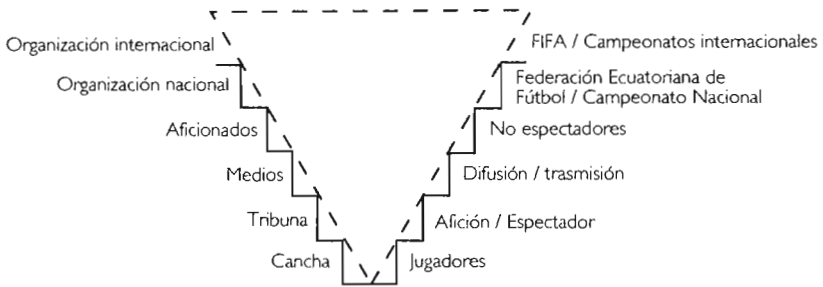 Organización internacional
FIFA / Campeonatos internacionales
Organización nacional
Federación Ecuatoriana de
Fútbol / Campeonato Nacional
Aficionados
No espectadores
Medios
Difusión / trasmisión
Tribuna
Afición / Espectador
Cancha
Jugadores